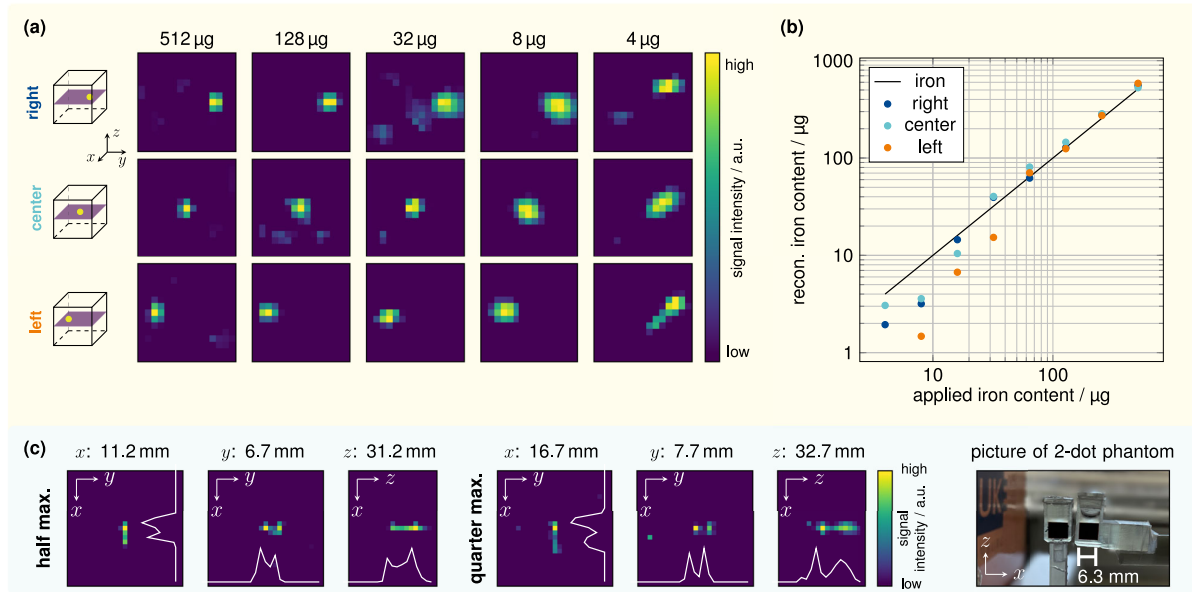 (a)
512 µg 128 µg 32 µg 8 µg 4 µg
right
center
left
z
x y
high
signal intensity / a.u.
low
(b)
iron
right
center
left
recon. iron content / µg
1000
100
10
1
10 100
applied iron content / µg
(c)
half max.
x: 11.2 mm y: 6.7 mm z: 31.2 mm
y y z
x x x
quarter max.
x: 16.7 mm y: 7.7 mm z: 32.7 mm
y y z
x x x
high
signal
intensity / a.u.
low
picture of 2-dot phantom
UK
z
x
6.3 mm